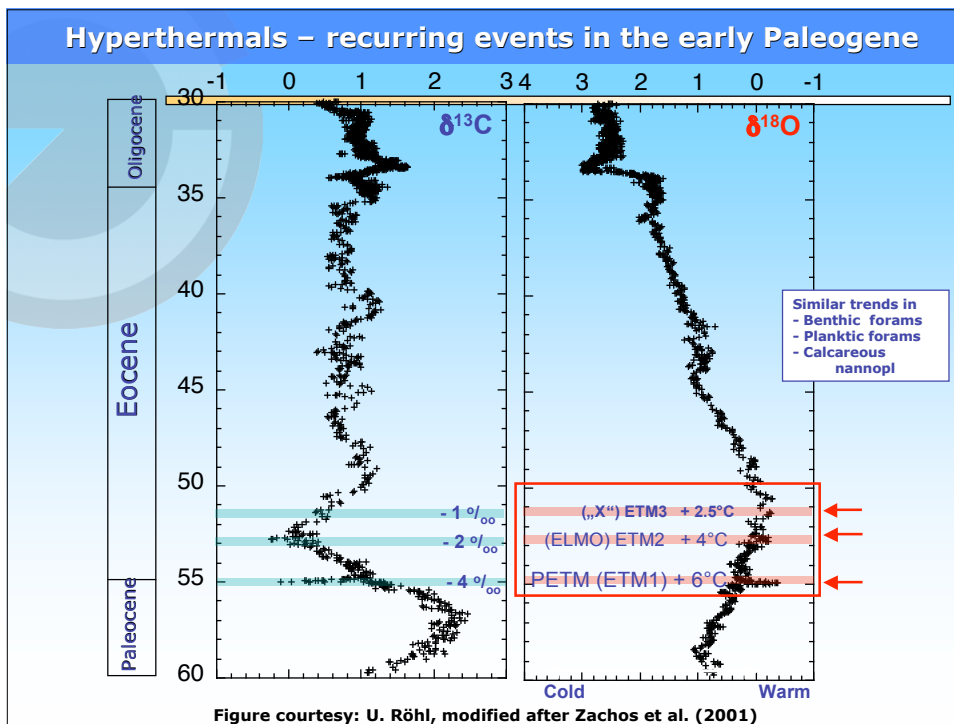 Hyperthermals – recurring events in the early Paleogene
-1 0 1 2 3
4 3 2 1 0 -1
δ13C
δ18O
30
35
40
45
50
55
60
Oligocene
Eocene
Paleocene
Similar trends in
- Benthic forams
- Planktic forams
- Calcareous
nannopl
- 1 o/oo
- 2 o/oo
- 4 o/oo
(„X“) ETM3 + 2.5°C
(ELMO) ETM2 + 4°C
PETM (ETM1) + 6°C
Cold
Warm
Figure courtesy: U. Röhl, modified after Zachos et al. (2001)